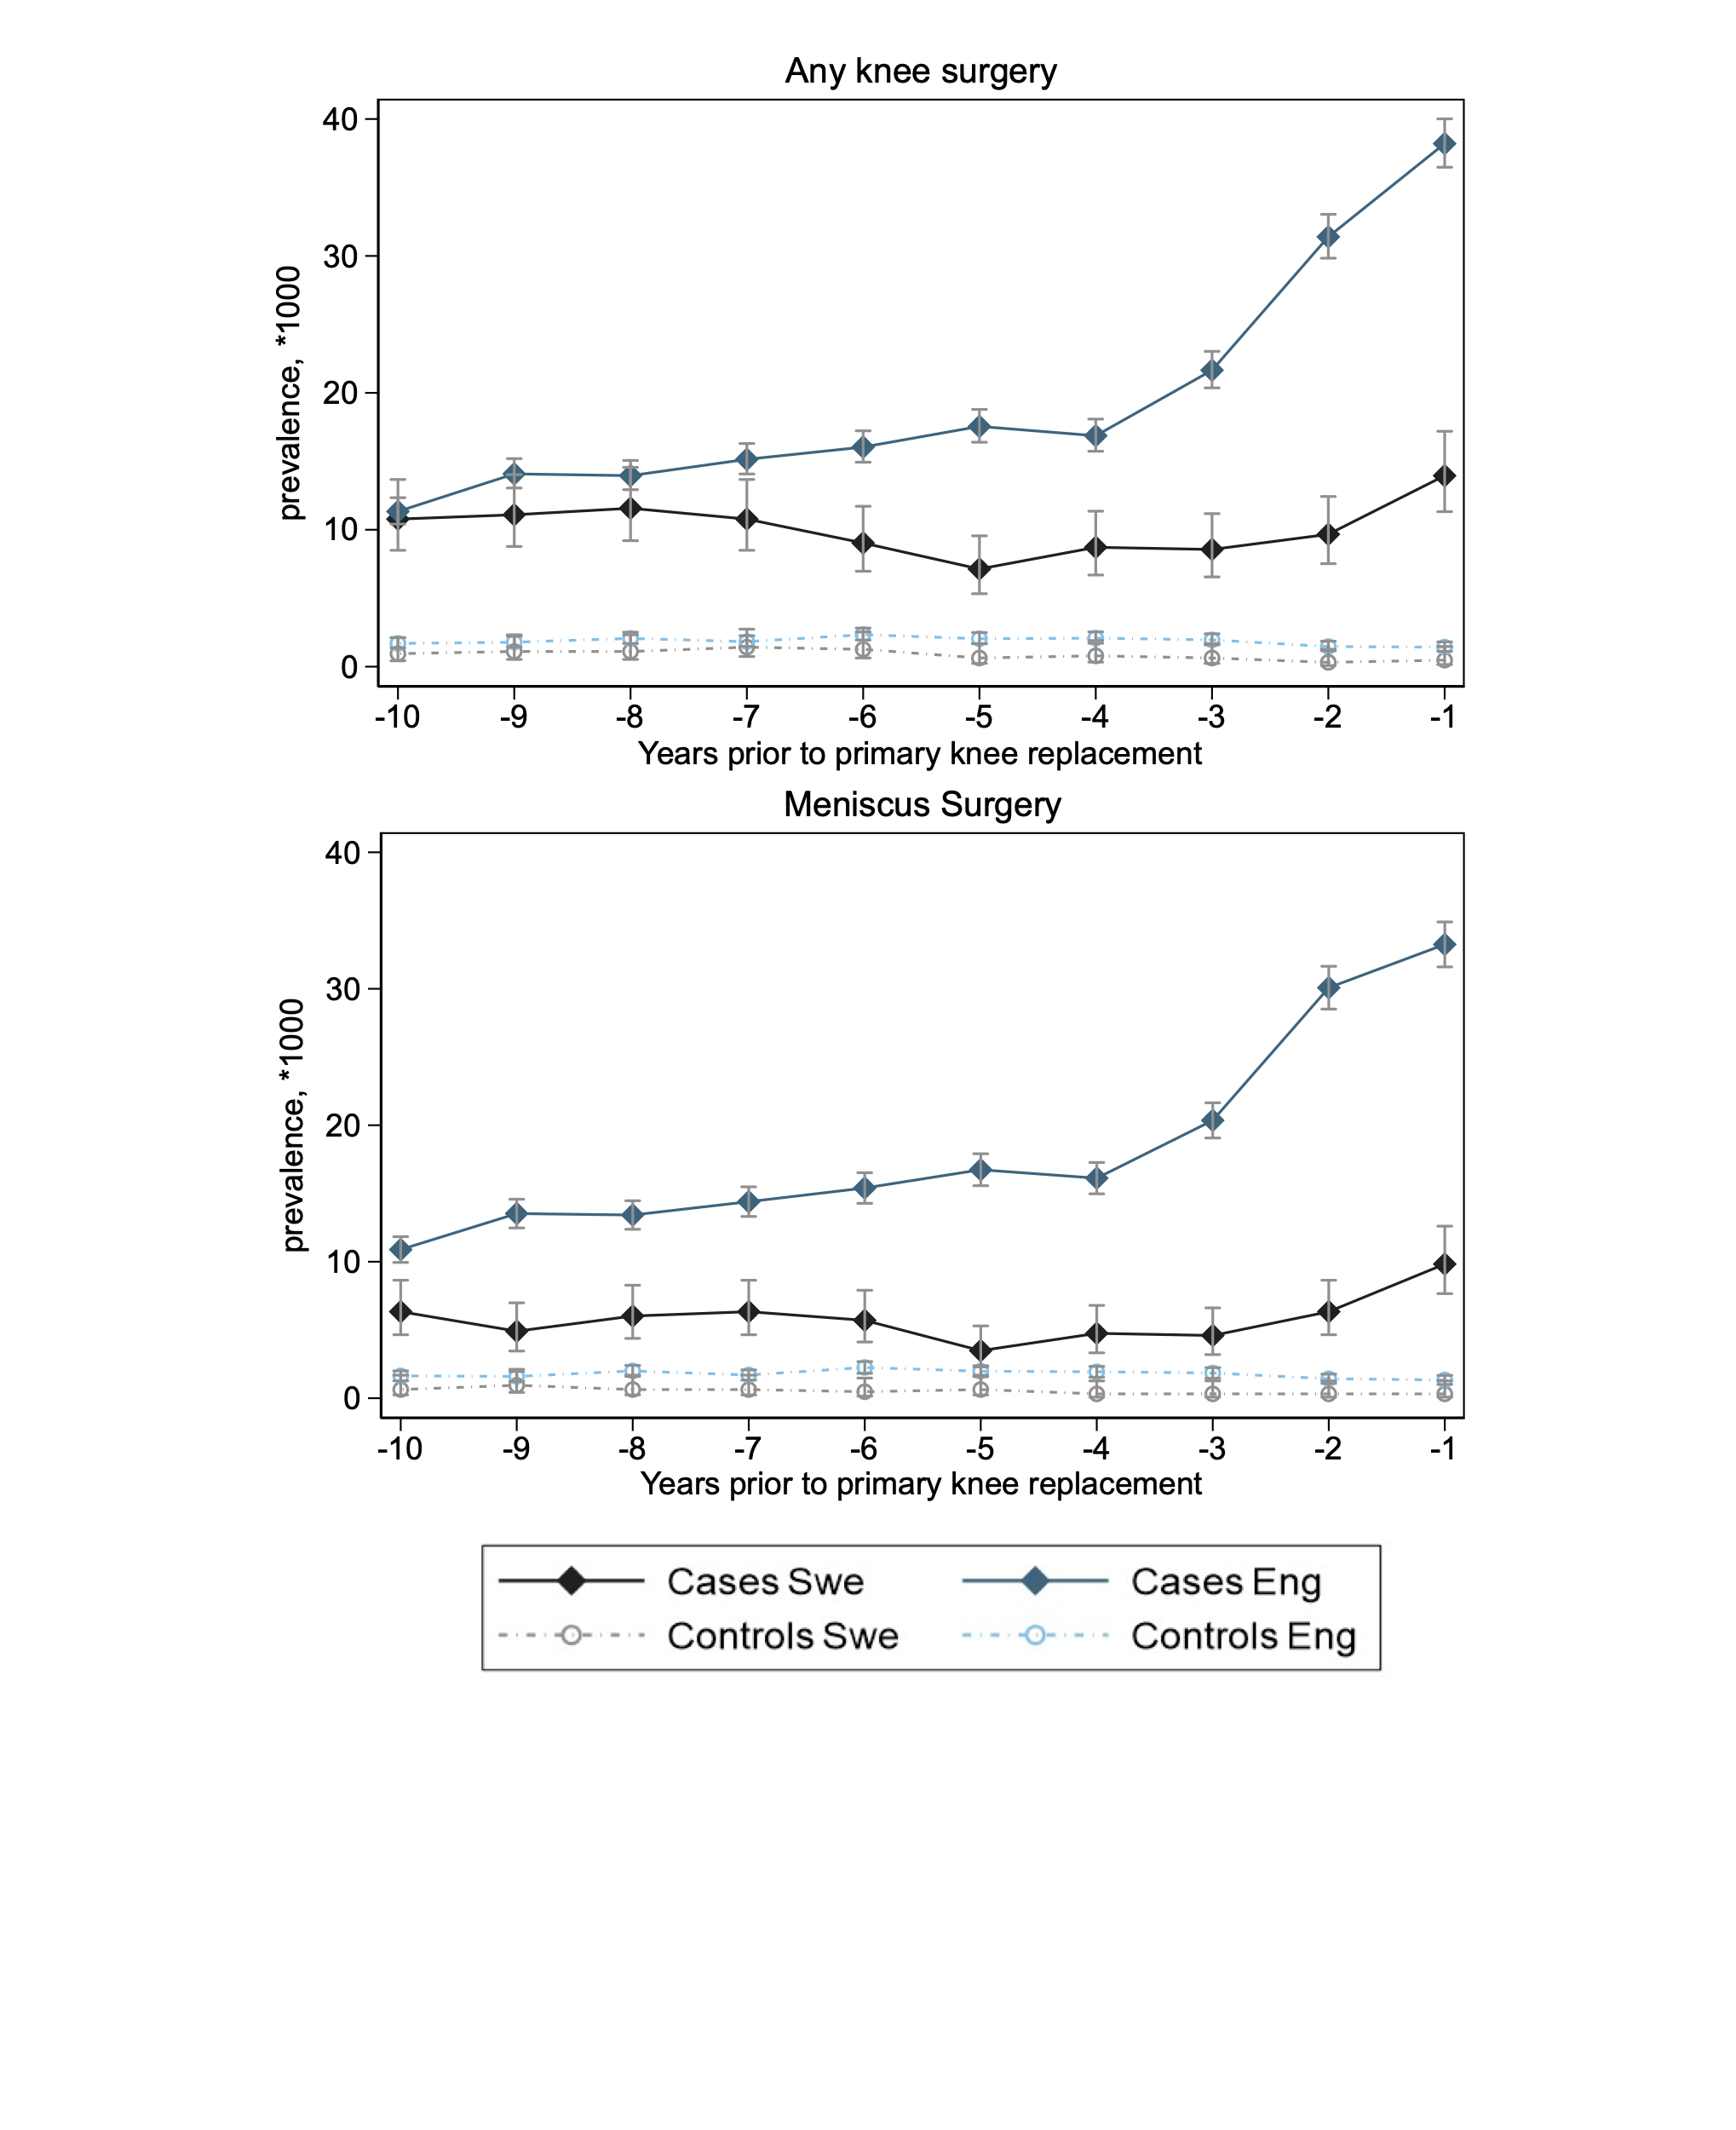 Any knee surgery
prevalence, *1000
40
30
20
10
0
-10 -9 -8 -7 -6 -5 -4 -3 -2 -1
Years prior to primary knee replacement
Meniscus Surgery
prevalence, *1000
40
30
20
10
0
-10 -9 -8 -7 -6 -5 -4 -3 -2 -1
Years prior to primary knee replacement
Cases Swe Cases Eng
Controls Swe Controls Eng